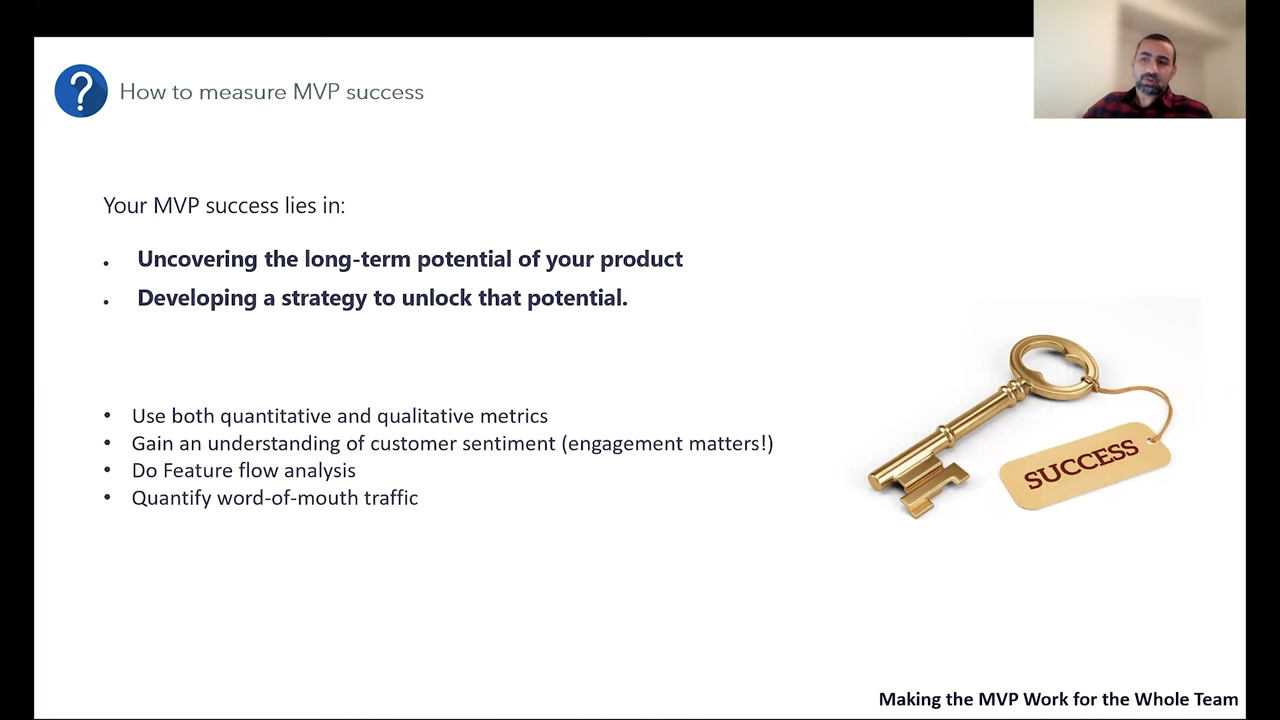 How to measure MVP success
Your MVP success lies in:
• Uncovering the long-term potential of your product
• Developing a strategy to unlock that potential.
• Use both quantitative and qualitative metrics
• Gain an understanding of customer sentiment (engagement matters!)
• Do Feature flow analysis
• Quantify word-of-mouth traffic
SUCCESS
Making the MVP Work for the Whole Team